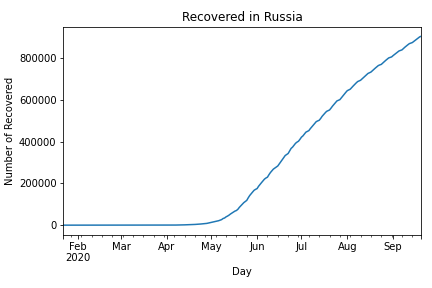 Recovered in Russia
Number of Recovered
800000
600000
400000
200000
0
Feb Mar Apr May Jun Jul Aug Sep
2020
Day